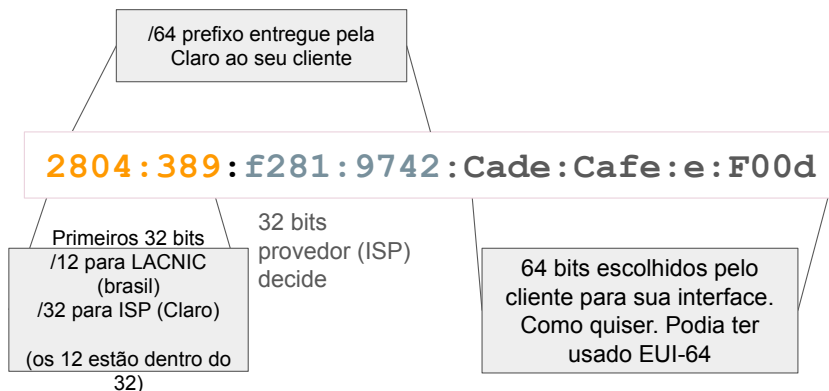 /64 prefixo entregue pela
Claro ao seu cliente
2804:389:f281:9742:Cade:Cafe:e:F00d
Primeiros 32 bits
/12 para LACNIC
(brasil)
/32 para ISP (Claro)
(os 12 estão dentro do
32)
32 bits
provedor (ISP)
decide
64 bits escolhidos pelo
cliente para sua interface.
Como quiser. Podia ter
usado EUI-64